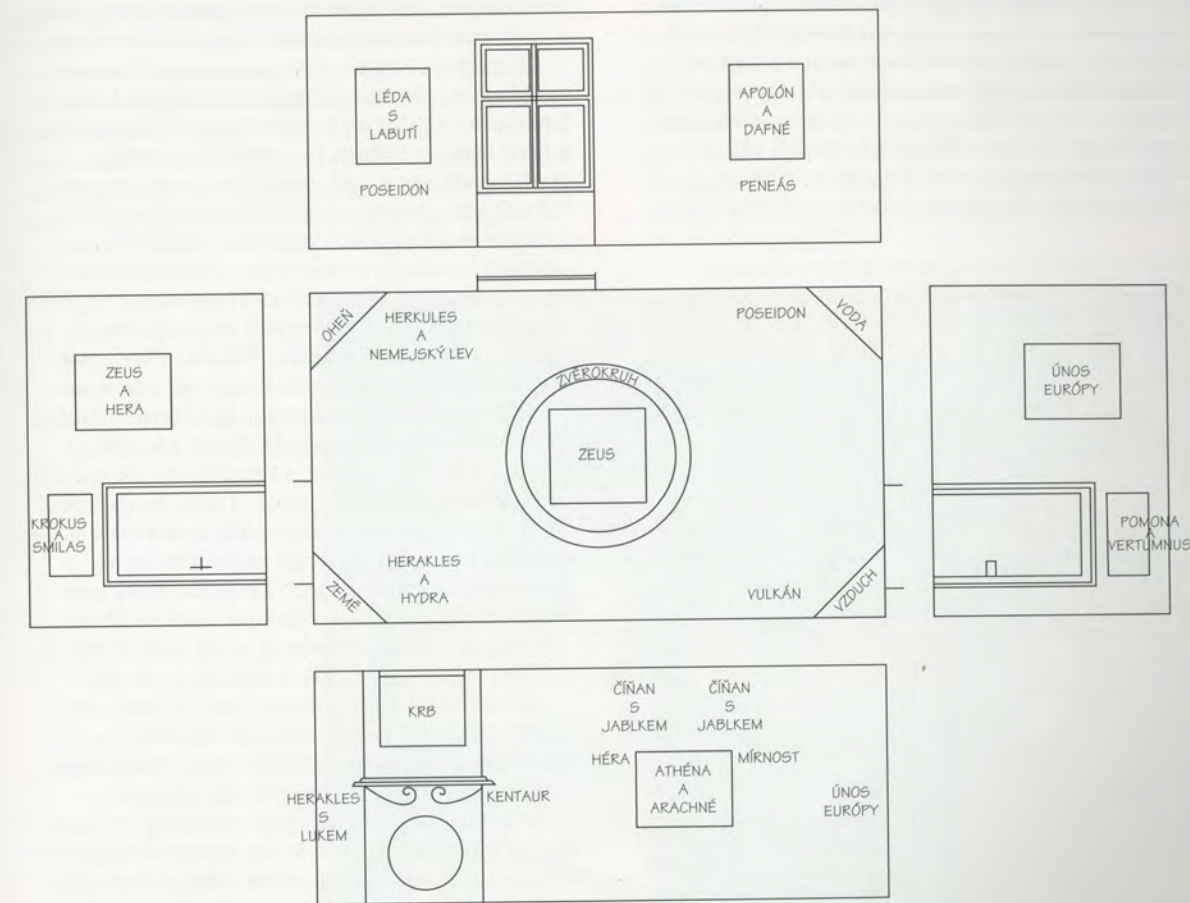 LÉDA
S
LABUTÍ
POSEIDON
APOLÓN
A
DAFNÉ
PENEÁS
ZEUS
A
HERA
KROKUS
A
SMILAS
OHEŇ
HERKULES
A
NEMEJSKÝ LEV
POSEIDON
VODA
ZVĚROKRUH
ZEUS
ZEMĚ
HERAKLES
A
HYDRA
VULKÁN
VZDUCH
ÚNOS
EURÓPY
POMONA
A
VERTUMNUS
KRB
HERAKLES
S
LUKEM
KENTAUR
ČÍŇAN
S
JABLKEM
ČÍŇAN
S
JABLKEM
HÉRA
ATHÉNA
A
ARACHNÉ
MÍRNOST
ÚNOS
EURÓPY